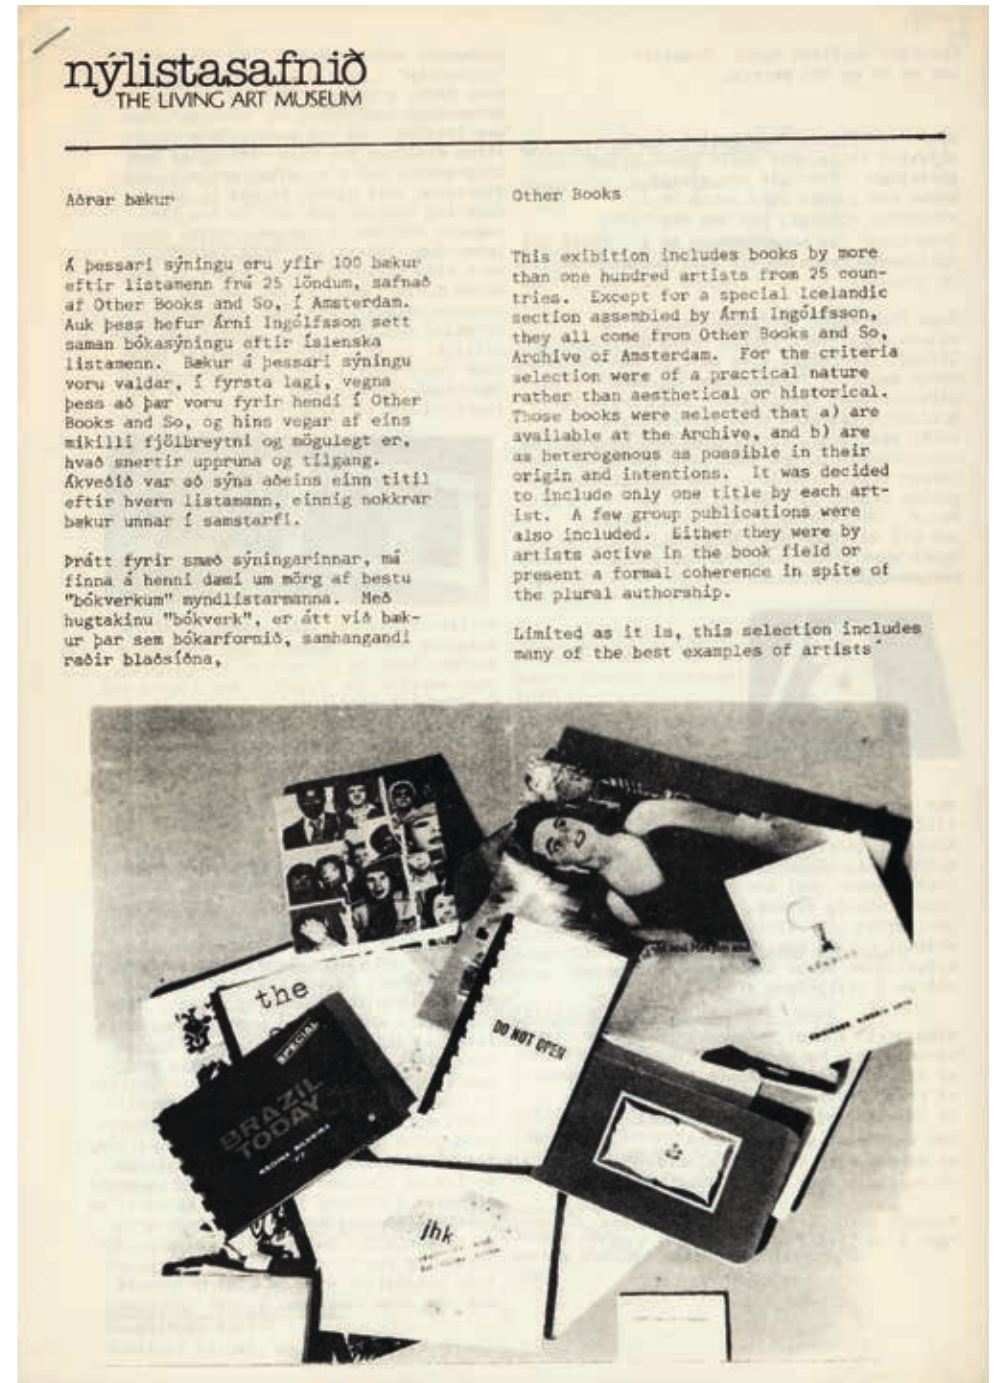 nýlistasafnið
THE LIVING ART MUSEUM
Aðrar bækur
Á þessari sýningu eru yfir 100 bækur
eftir listamenn frá 25 löndum, safnað
af Other Books and So, í Amsterdam.
Auk þess hefur Árni Ingólfsson sett
saman bókasýningu eftir íslenska
listamenn. Bækur á þessari sýningu
voru valdar, í fyrsta lagi, vegna
þess að þær voru fyrir hendi í Other
Books and So, og hins vegar af eins
mikilli fjölbreytni og mögulegt er,
hvað snertir uppruna og tilgang.
Ákveðið var að sýna aðeins einn titil
eftir hvern listamann, einnig nokkrar
bækur unnar í samstarfi.
Þrátt fyrir smæð sýningarinnar, má
finna á henni dæmi um mörg af bestu
"bókverkum" myndlistarmanna. Með
hugtakinu "bókverk", er átt við bæk-
ur þar sem bókarfornið, samhangandi
raðir blaðsíðna,
Other Books
This exibition includes books by more
than one hundred artists from 25 coun-
tries. Except for a special Icelandic
section assembled by Árni Ingólfsson,
they all come from Other Books and So,
Archive of Amsterdam. For the criteria
selection were of a practical nature
rather than aesthetical or historical.
Those books were selected that a) are
available at the Archive, and b) are
as heterogenous as possible in their
origin and intentions. It was decided
to include only one title by each art-
ist. A few group publications were
also included. Either they were by
artists active in the book field or
present a formal coherence in spite of
the plural authorship.
Limited as it is, this selection includes
many of the best examples of artists'
the
SPECIAL
BRAZIL
TODAY
DO NOT OPEN
jhk